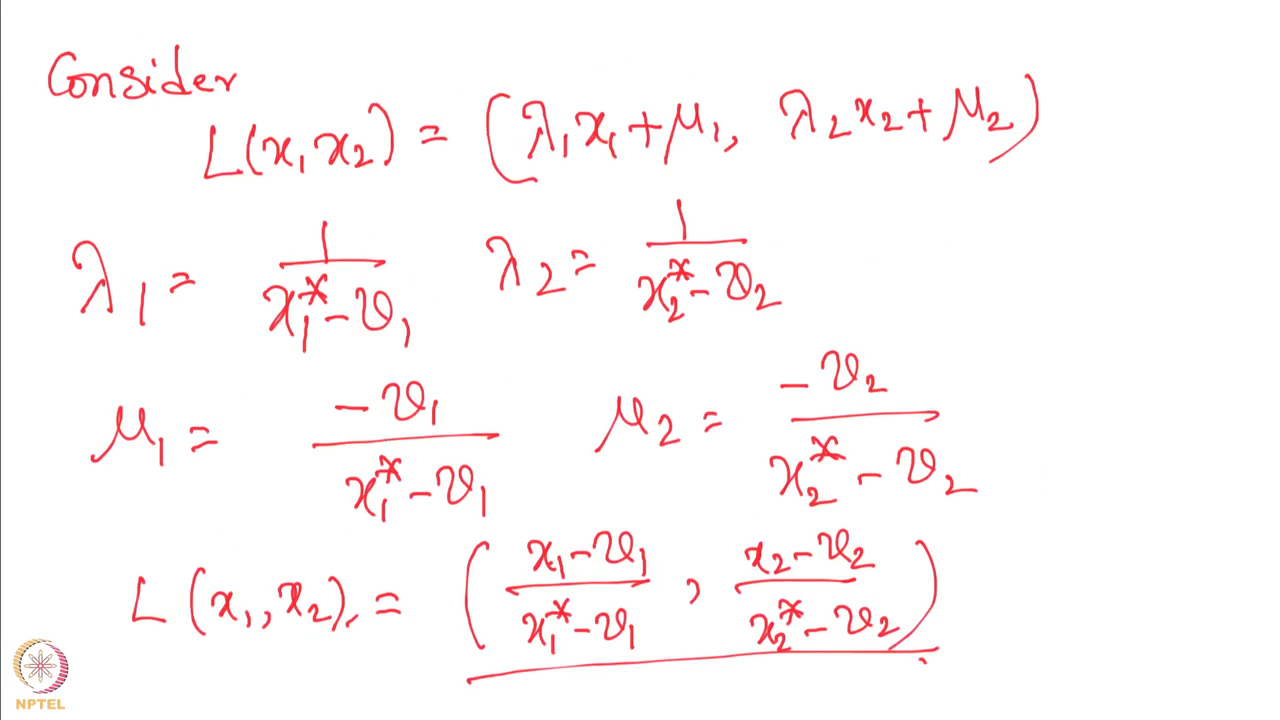 Consider
L(x₁ x₂) = (λ₁x₁ + μ₁, λ₂x₂ + μ₂)
λ₁ = 1/(x₁* - v₁) λ₂ = 1/(x₂* - v₂)
μ₁ = -v₁/(x₁* - v₁) μ₂ = -v₂/(x₂* - v₂)
L(x₁, x₂) = ((x₁ - v₁)/(x₁* - v₁), (x₂ - v₂)/(x₂* - v₂))
NPTEL